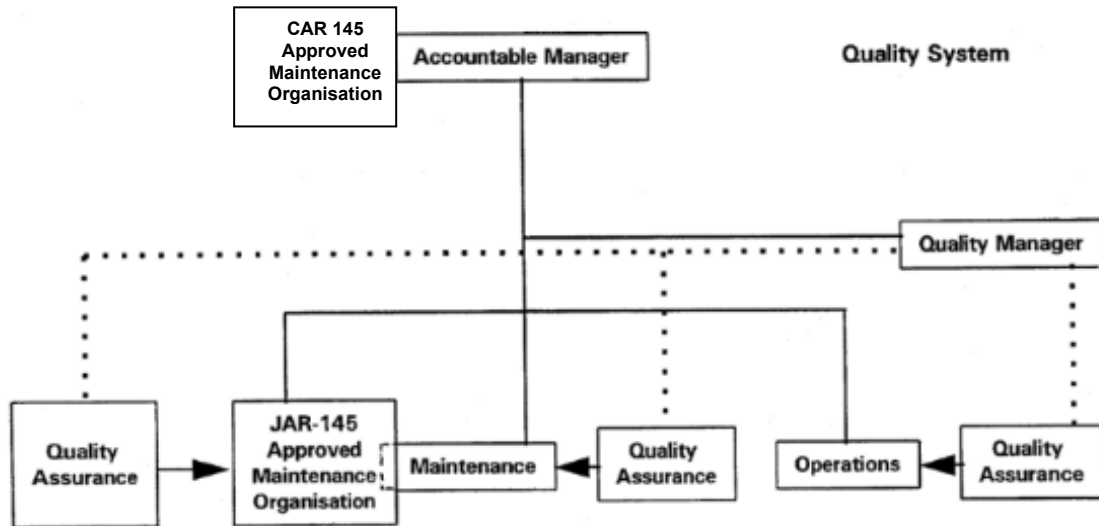 CAR 145
Approved
Maintenance
Organisation
Accountable Manager
Quality System
Quality Manager
Quality
Assurance
JAR-145
Approved
Maintenance
Organisation
Maintenance
Quality
Assurance
Operations
Quality
Assurance